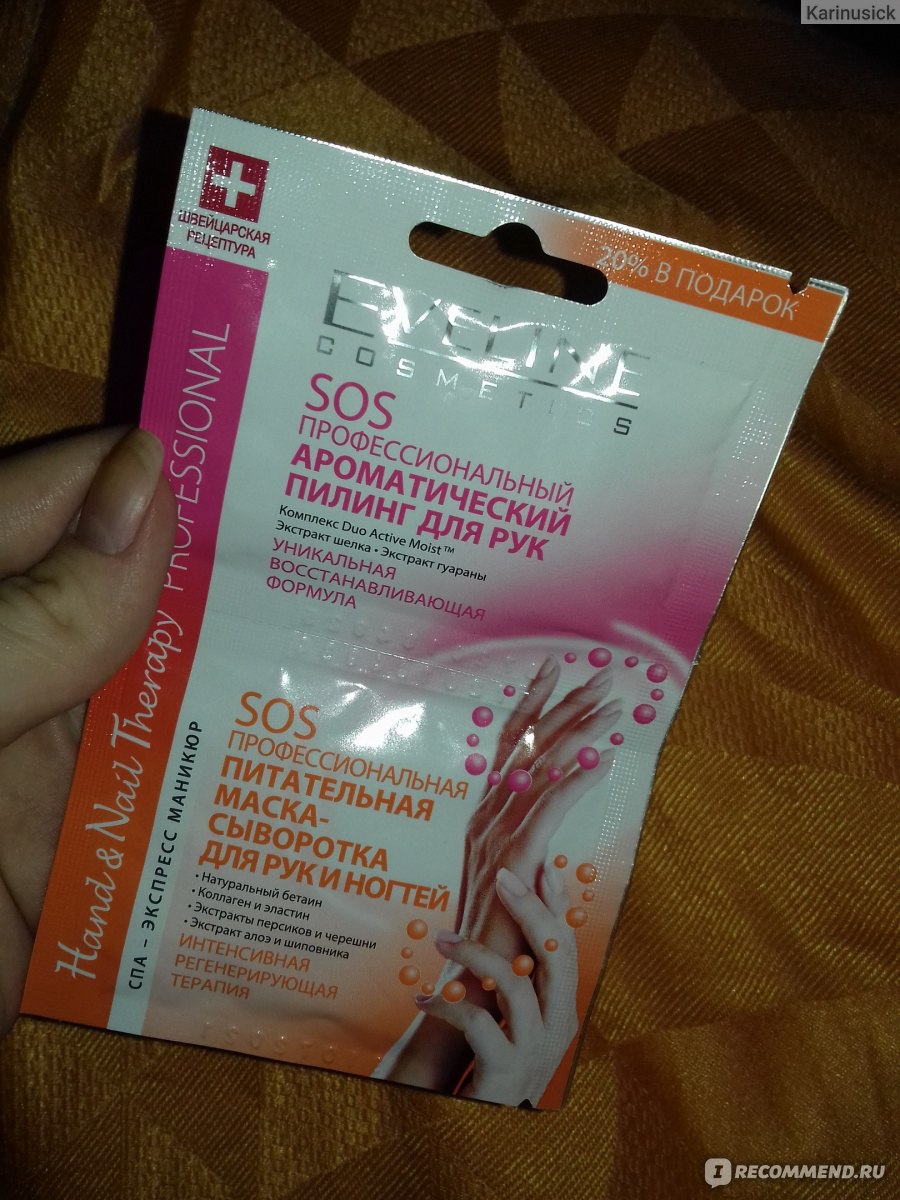 Karinusick
ШВЕЙЦАРСКАЯ
РЕЦЕПТУРА
20% В ПОДАРОК
EVELINE
COSMETICS
SOS
ПРОФЕССИОНАЛЬНЫЙ
АРОМАТИЧЕСКИЙ
ПИЛИНГ ДЛЯ РУК
Комплекс Duo Active Moist™
Экстракт шелка • Экстракт гуараны
УНИКАЛЬНАЯ
ВОССТАНАВЛИВАЮЩАЯ
ФОРМУЛА
Hand & Nail Therapy PROFESSIONAL
СПА – ЭКСПРЕСС МАНИКЮР
SOS
ПРОФЕССИОНАЛЬНАЯ
ПИТАТЕЛЬНАЯ
МАСКА-
СЫВОРОТКА
ДЛЯ РУК И НОГТЕЙ
• Натуральный бетаин
• Коллаген и эластин
• Экстракты персиков и черешни
• Экстракт алоэ и шиповника
ИНТЕНСИВНАЯ
РЕГЕНЕРИРУЮЩАЯ
ТЕРАПИЯ
IRECOMMEND.RU